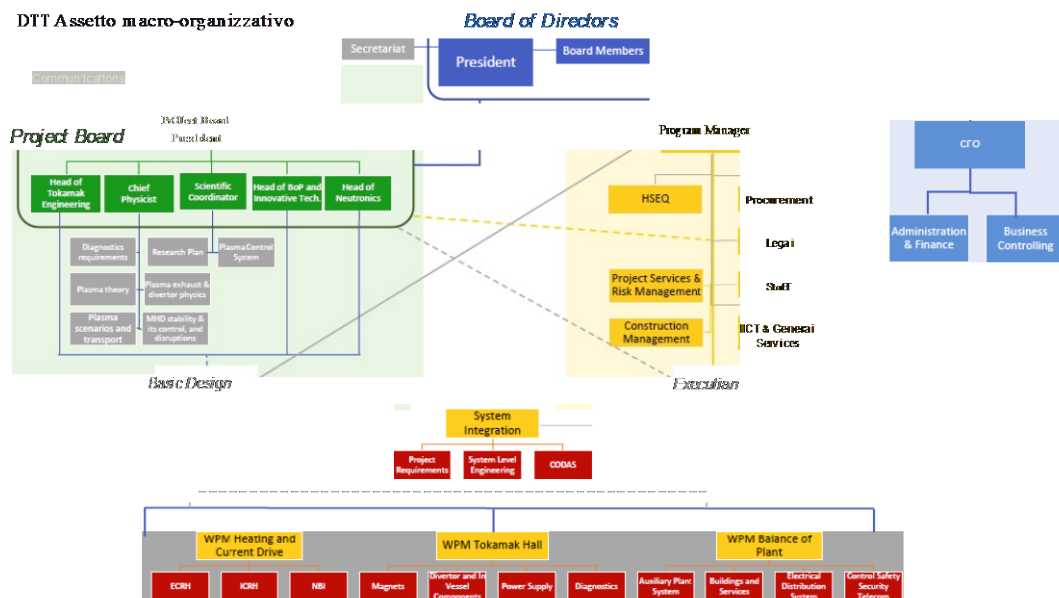 DTT Assetto macro-organizzativo
Board of Directors
Secretariat
President
Board Members
Communications
Project Board
Project Board
President
Program Manager
CFO
Head of
Tokamak
Engineering
Chief
Physicist
Scientific
Coordinator
Head of BoP and
Innovative Tech.
Head of
Neutronics
HSEQ
Procurement
Administration
& Finance
Business
Controlling
Diagnostics
requirements
Research Plan
Plasma Control
System
Legal
Plasma theory
Plasma exhaust &
divertor physics
Project Services &
Risk Management
Staff
Plasma
scenarios and
transport
MHD stability &
its control, and
disruptions
Construction
Management
IICT & General
Services
Basic Design
Execution
System
Integration
Project
Requirements
System Level
Engineering
CODAS
WPM Heating and
Current Drive
WPM Tokamak Hall
WPM Balance of
Plant
ECRH
ICRH
NBI
Magnets
Divertor and In
Vessel
Components
Power Supply
Diagnostics
Auxiliary Plant
System
Buildings and
Services
Electrical
Distribution
System
Control Safety
Security
Telecom